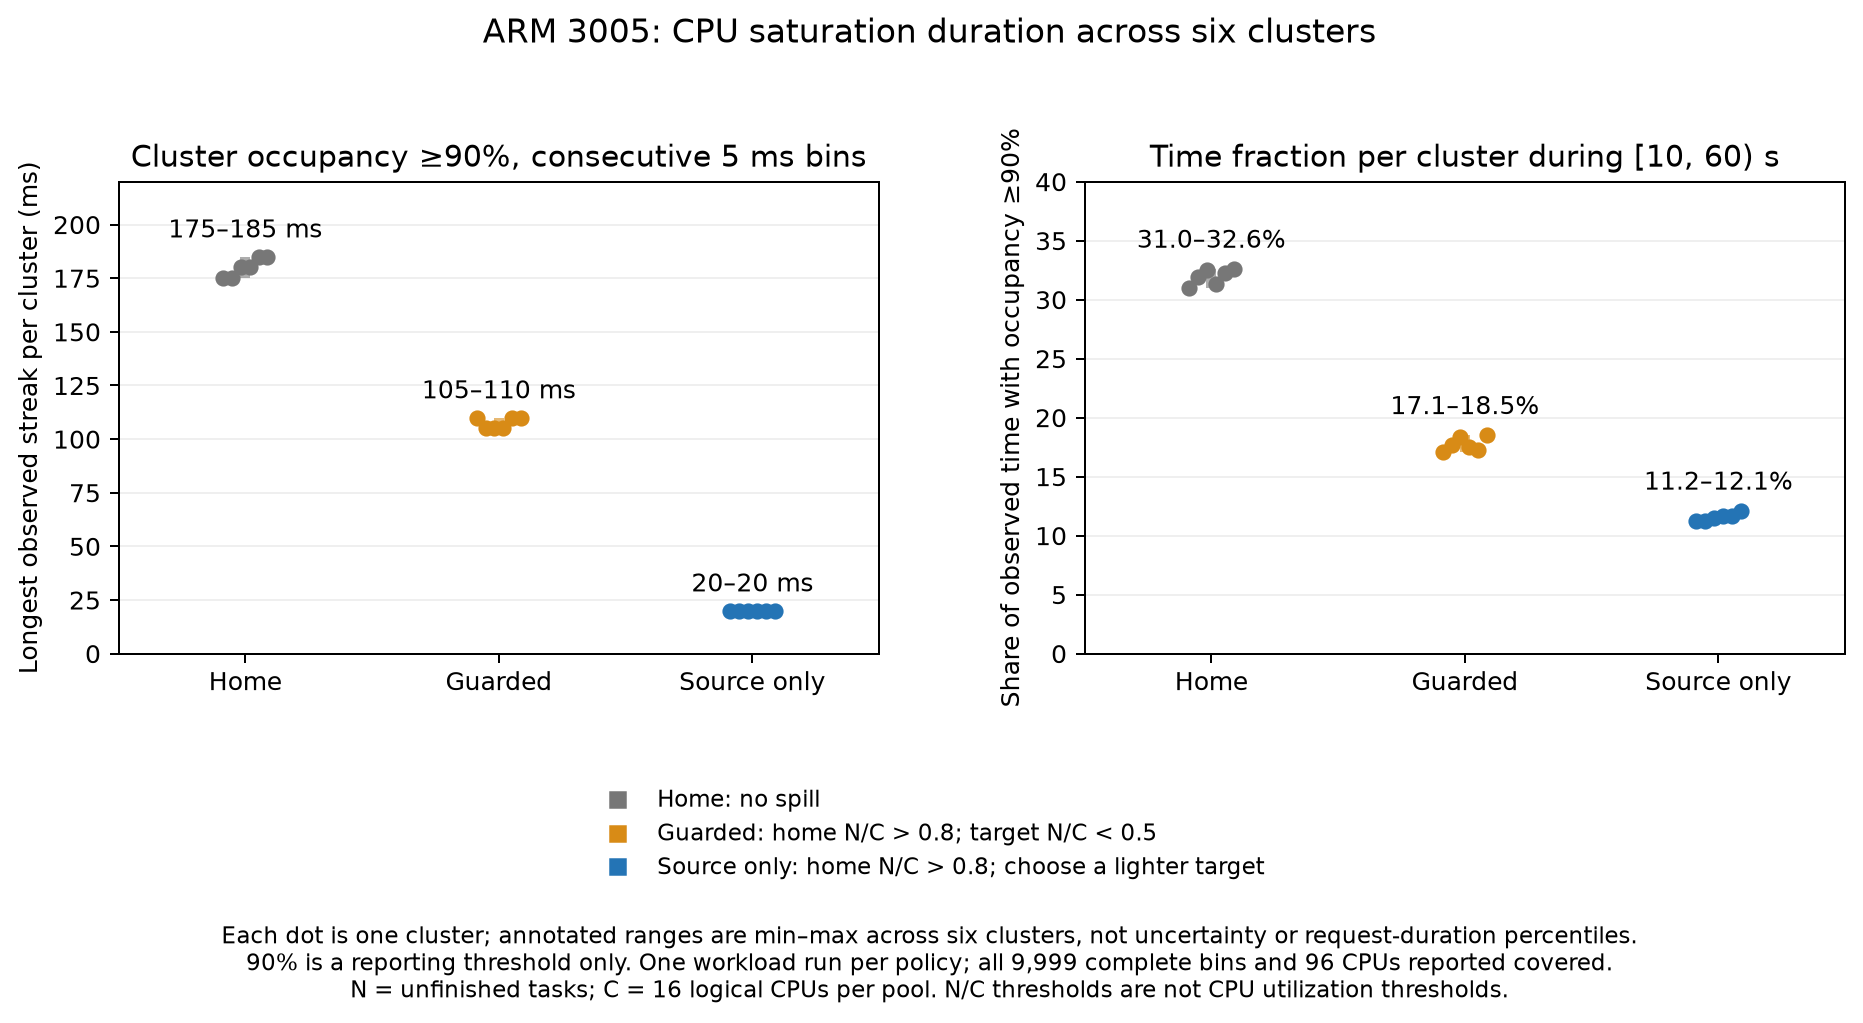 ARM 3005: CPU saturation duration across six clusters
Cluster occupancy ≥90%, consecutive 5 ms bins
Longest observed streak per cluster (ms)
200
175
150
125
100
75
50
25
0
175–185 ms
105–110 ms
20–20 ms
Home
Guarded
Source only
Time fraction per cluster during [10, 60) s
Share of observed time with occupancy ≥90%
40
35
30
25
20
15
10
5
0
31.0–32.6%
17.1–18.5%
11.2–12.1%
Home
Guarded
Source only
Home: no spill
Guarded: home N/C > 0.8; target N/C < 0.5
Source only: home N/C > 0.8; choose a lighter target
Each dot is one cluster; annotated ranges are min–max across six clusters, not uncertainty or request-duration percentiles.
90% is a reporting threshold only. One workload run per policy; all 9,999 complete bins and 96 CPUs reported covered.
N = unfinished tasks; C = 16 logical CPUs per pool. N/C thresholds are not CPU utilization thresholds.